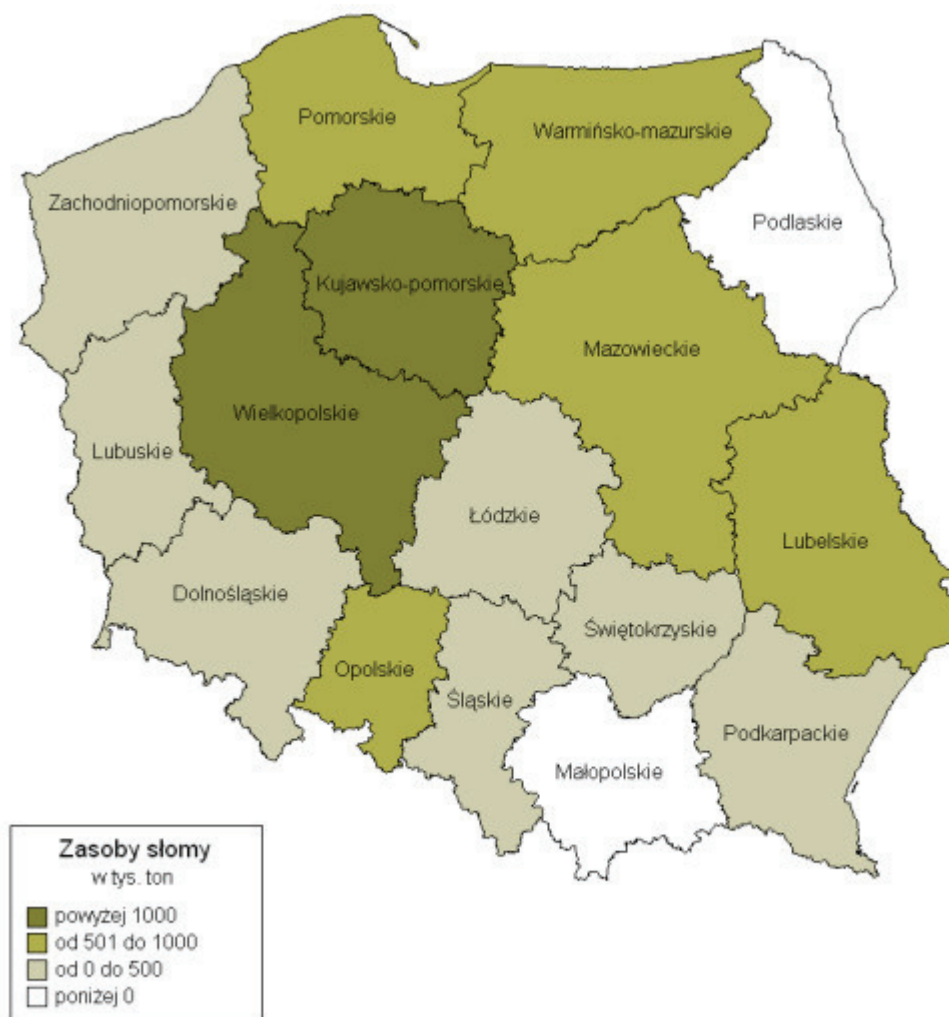 Pomorskie
Warmińsko-mazurskie
Zachodniopomorskie
Podlaskie
Kujawsko-pomorskie
Mazowieckie
Wielkopolskie
Lubuskie
Łódzkie
Lubelskie
Dolnośląskie
Świętokrzyskie
Opolskie
Śląskie
Podkarpackie
Małopolskie
Zasoby słomy
w tys. ton
powyżej 1000
od 501 do 1000
od 0 do 500
poniżej 0